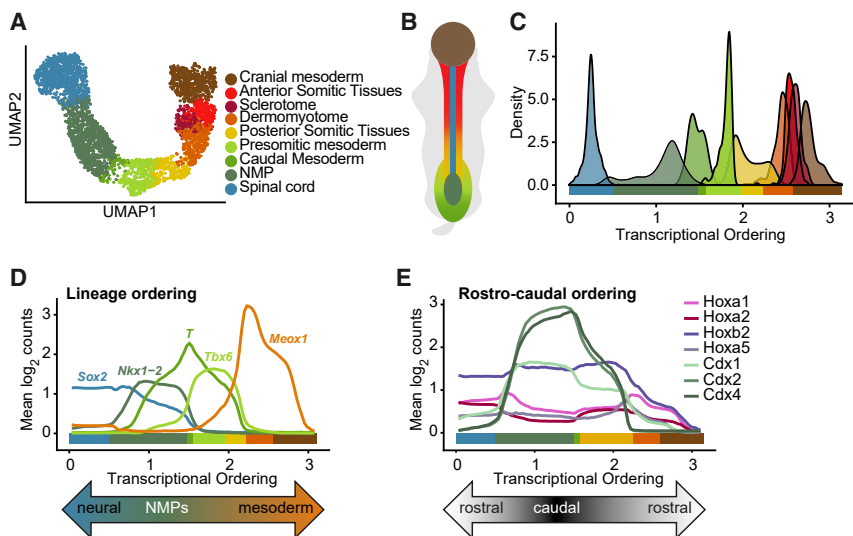 A
UMAP2
UMAP1
Cranial mesoderm
Anterior Somitic Tissues
Sclerotome
Dermomyotome
Posterior Somitic Tissues
Presomitic mesoderm
Caudal Mesoderm
NMP
Spinal cord
B
C
Density
7.5
5.0
2.5
0.0
0 1 2 3
Transcriptional Ordering
D
Lineage ordering
Mean log2 counts
3
2
1
0
Sox2
Nkx1−2
T
Tbx6
Meox1
0 1 2 3
Transcriptional Ordering
neural NMPs mesoderm
E
Rostro-caudal ordering
Mean log2 counts
3
2
1
0
Hoxa1
Hoxa2
Hoxb2
Hoxa5
Cdx1
Cdx2
Cdx4
0 1 2 3
Transcriptional Ordering
rostral caudal rostral